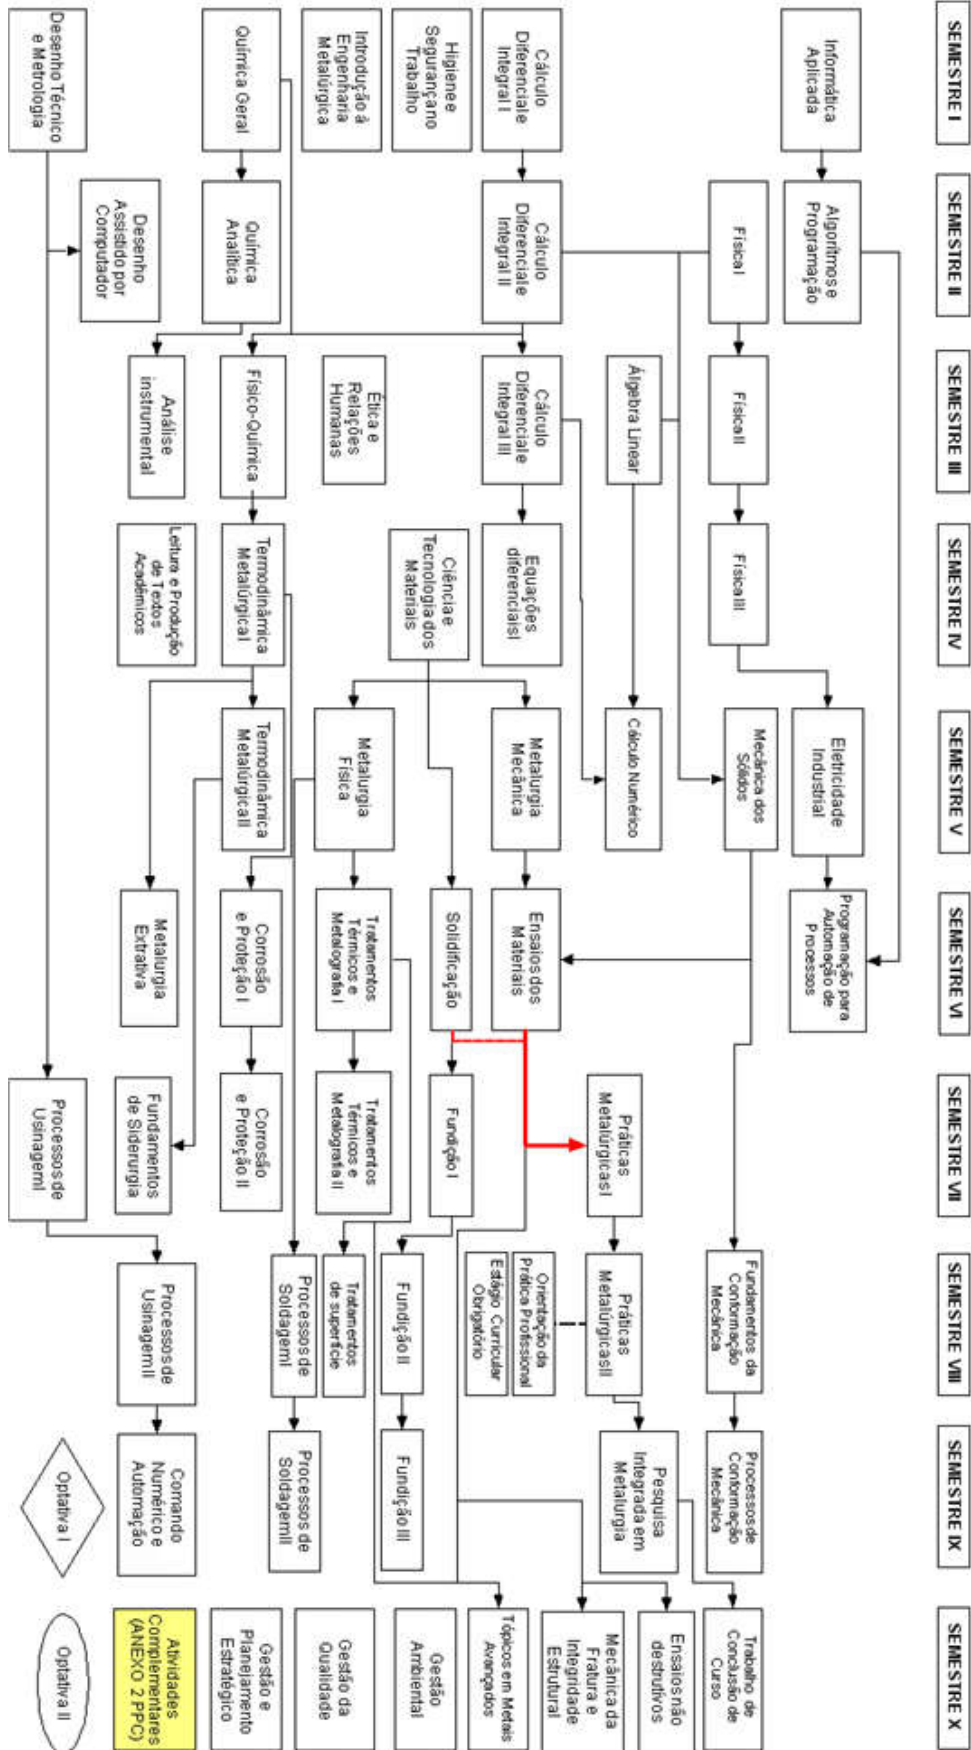 SEMESTRE I
Informática
Aplicada
Cálculo
Diferencial e
Integral I
Higiene e
Segurança no
Trabalho
Introdução à
Engenharia
Metalúrgica
Química Geral
Desenho Técnico
e Metrologia
SEMESTRE II
Algorítmos e
Programação
Física I
Cálculo
Diferencial e
Integral II
Química
Analítica
Desenho
Assistido por
Computador
SEMESTRE III
Física II
Álgebra Linear
Cálculo
Diferencial e
Integral III
Ética e
Relações
Humanas
Físico-Química
Análise
instrumental
SEMESTRE IV
Física III
Equações
diferenciais I
Ciência e
Tecnologia dos
Materiais
Termodinâmica
Metalúrgica I
Leitura e Produção
de Textos
Acadêmicos
SEMESTRE V
Eletricidade
Industrial
Mecânica dos
Sólidos
Cálculo Numérico
Metalurgia
Mecânica
Metalurgia
Física
Termodinâmica
Metalúrgica II
SEMESTRE VI
Programação para
Automação de
Processos
Ensaios dos
Materiais
Solidificação
Tratamentos
Térmicos e
Metalografia I
Corrosão
e Proteção I
Metalurgia
Extrativa
SEMESTRE VII
Práticas
Metalúrgicas I
Fundição I
Tratamentos
Térmicos e
Metalografia II
Corrosão
e Proteção II
Fundamentos
de Siderurgia
Processos de
Usinagem I
SEMESTRE VIII
Fundamentos da
Conformação
Mecânica
Práticas
Metalúrgicas II
Orientação da
Prática Profissional
Estágio Curricular
Obrigatório
Fundição II
Tratamentos
de superfície
Processos de
Soldagem I
Processos de
Usinagem II
SEMESTRE IX
Processos de
Conformação
Mecânica
Pesquisa
Integrada em
Metalurgia
Fundição III
Processos de
Soldagem II
Comando
Numérico e
Automação
Optativa I
SEMESTRE X
Trabalho de
Conclusão de
Curso
Ensaios não
destrutivos
Mecânica da
Fratura e
Integridade
Estrutural
Tópicos em Metais
Avançados
Gestão
Ambiental
Gestão da
Qualidade
Gestão e
Planejamento
Estratégico
Atividades
Complementares
(ANEXO 2 PPC)
Optativa II